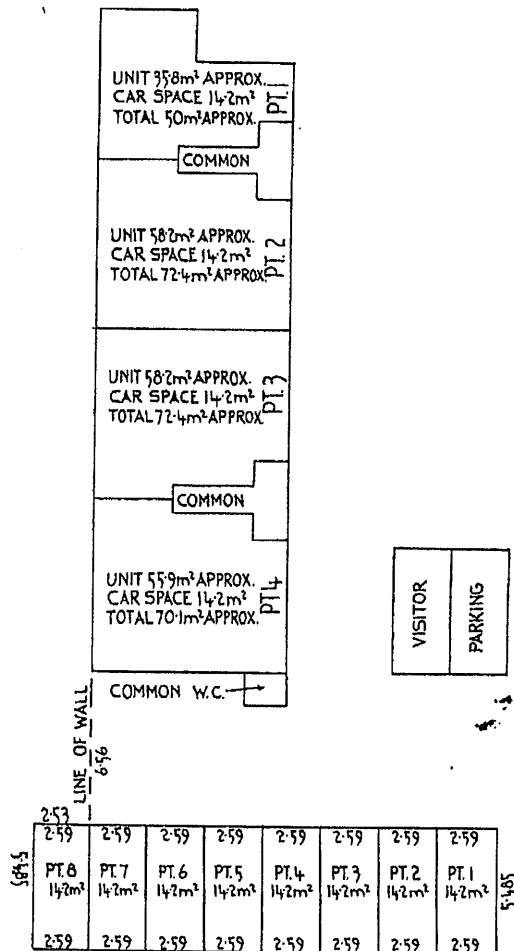 UNIT 35.8m² APPROX.
CAR SPACE 14.2m²
TOTAL 50m² APPROX.
PT. 1
COMMON
UNIT 58.2m² APPROX.
CAR SPACE 14.2m²
TOTAL 72.4m² APPROX.
PT. 2
UNIT 58.2m² APPROX.
CAR SPACE 14.2m²
TOTAL 72.4m² APPROX
PT. 3
COMMON
UNIT 55.9m² APPROX.
CAR SPACE 14.2m²
TOTAL 70.1m² APPROX.
PT 4
VISITOR
PARKING
COMMON W.C.
LINE OF WALL
6.56
2.53
2.59 2.59 2.59 2.59 2.59 2.59 2.59 2.59
5.485
PT. 8 PT. 7 PT. 6 PT. 5 PT. 4 PT. 3 PT. 2 PT. 1
14.2m² 14.2m² 14.2m² 14.2m² 14.2m² 14.2m² 14.2m² 14.2m²
5.485
2.59 2.59 2.59 2.59 2.59 2.59 2.59 2.59